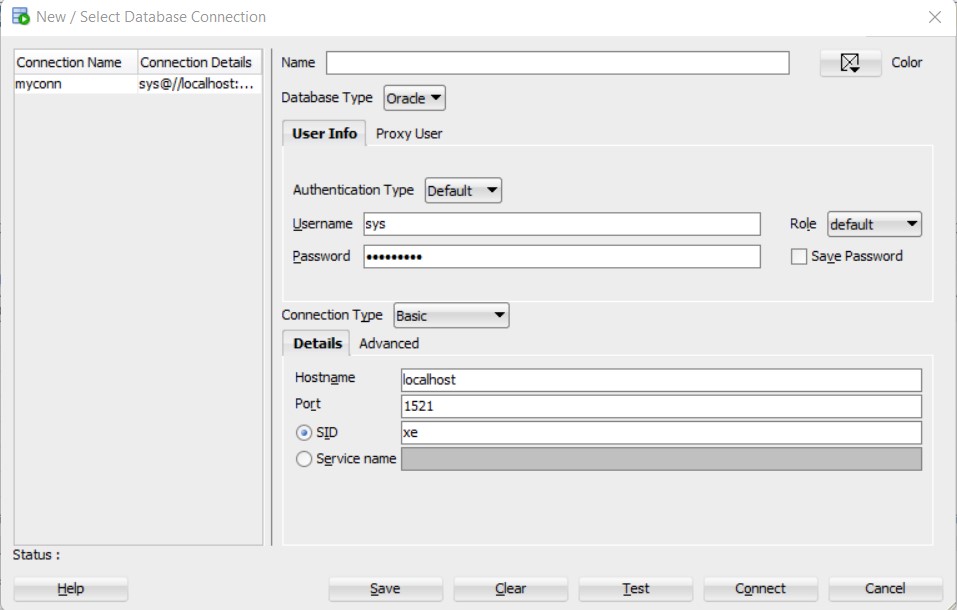 New / Select Database Connection
Connection Name Connection Details
myconn sys@//localhost:...
Name Color
Database Type Oracle
User Info Proxy User
Authentication Type Default
Username sys Role default
Password ••••••••• Save Password
Connection Type Basic
Details Advanced
Hostname localhost
Port 1521
SID xe
Service name
Status :
Help Save Clear Test Connect Cancel